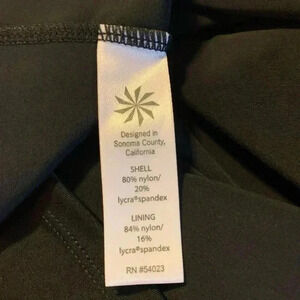 Designed in
Sonoma County,
California
SHELL
80% nylon/
20%
lycra®spandex
LINING
84% nylon/
16%
lycra®spandex
RN #54023